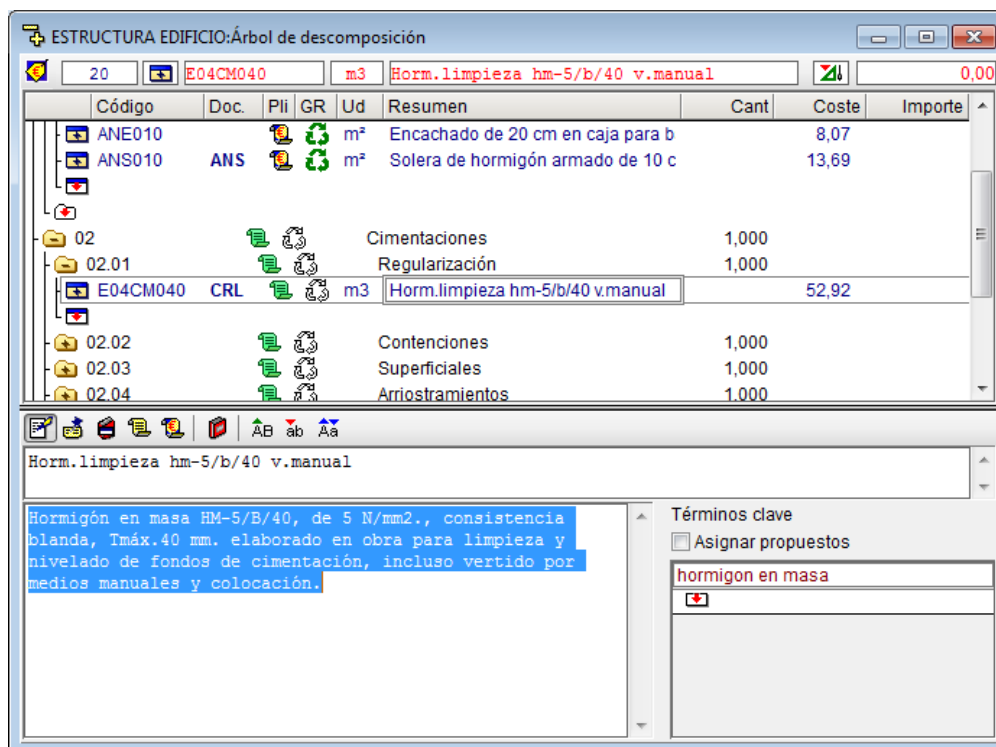 ESTRUCTURA EDIFICIO:Árbol de descomposición
20 E04CM040 m3 Horm.limpieza hm-5/b/40 v.manual 0,00
Código Doc. Pli GR Ud Resumen Cant Coste Importe
ANE010 m² Encachado de 20 cm en caja para b 8,07
ANS010 ANS m² Solera de hormigón armado de 10 c 13,69
02 Cimentaciones 1,000
02.01 Regularización 1,000
E04CM040 CRL m3 Horm.limpieza hm-5/b/40 v.manual 52,92
02.02 Contenciones 1,000
02.03 Superficiales 1,000
02.04 Arriostramientos 1.000
ÂB ãb Ãä
Horm.limpieza hm-5/b/40 v.manual
Hormigón en masa HM-5/B/40, de 5 N/mm2., consistencia
blanda, Tmáx.40 mm. elaborado en obra para limpieza y
nivelado de fondos de cimentación, incluso vertido por
medios manuales y colocación.
Términos clave
Asignar propuestos
hormigon en masa